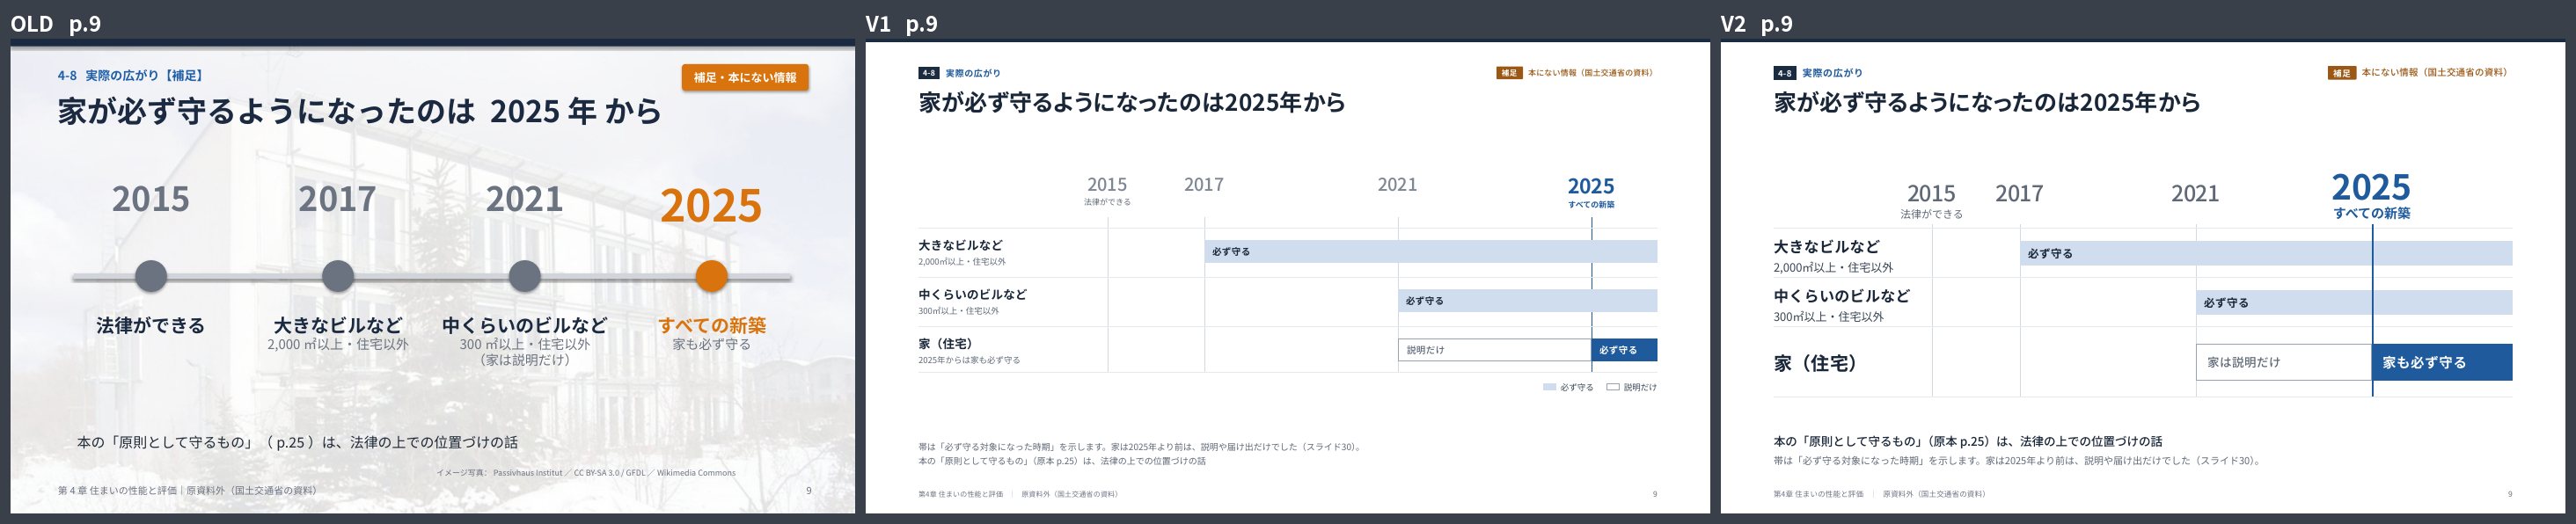 OLD p.9
4-8 実際の広がり【補足】
補足・本にない情報
家が必ず守るようになったのは 2025 年 から
2015
2017
2021
2025
法律ができる
大きなビルなど
中くらいのビルなど
すべての新築
2,000 ㎡以上・住宅以外
300 ㎡以上・住宅以外
家も必ず守る
（家は説明だけ）
本の「原則として守るもの」（ p.25 ）は、法律の上での位置づけの話
イメージ写真： Passivhaus Institut ／ CC BY-SA 3.0 / GFDL ／ Wikimedia Commons
第 4 章 住まいの性能と評価｜原資料外（国土交通省の資料）
9
V1 p.9
4-8 実際の広がり
補足 本にない情報（国土交通省の資料）
家が必ず守るようになったのは2025年から
2015
2017
2021
2025
法律ができる
すべての新築
大きなビルなど
2,000㎡以上・住宅以外
必ず守る
中くらいのビルなど
300㎡以上・住宅以外
必ず守る
家（住宅）
2025年からは家も必ず守る
説明だけ
必ず守る
必ず守る 説明だけ
帯は「必ず守る対象になった時期」を示します。家は2025年より前は、説明や届け出だけでした（スライド30）。
本の「原則として守るもの」（原本 p.25）は、法律の上での位置づけの話
第4章 住まいの性能と評価 ｜ 原資料外（国土交通省の資料）
9
V2 p.9
4-8 実際の広がり
補足 本にない情報（国土交通省の資料）
家が必ず守るようになったのは2025年から
2015
2017
2021
2025
法律ができる
すべての新築
大きなビルなど
2,000㎡以上・住宅以外
必ず守る
中くらいのビルなど
300㎡以上・住宅以外
必ず守る
家（住宅）
家は説明だけ
家も必ず守る
本の「原則として守るもの」（原本 p.25）は、法律の上での位置づけの話
帯は「必ず守る対象になった時期」を示します。家は2025年より前は、説明や届け出だけでした（スライド30）。
第4章 住まいの性能と評価 ｜ 原資料外（国土交通省の資料）
9